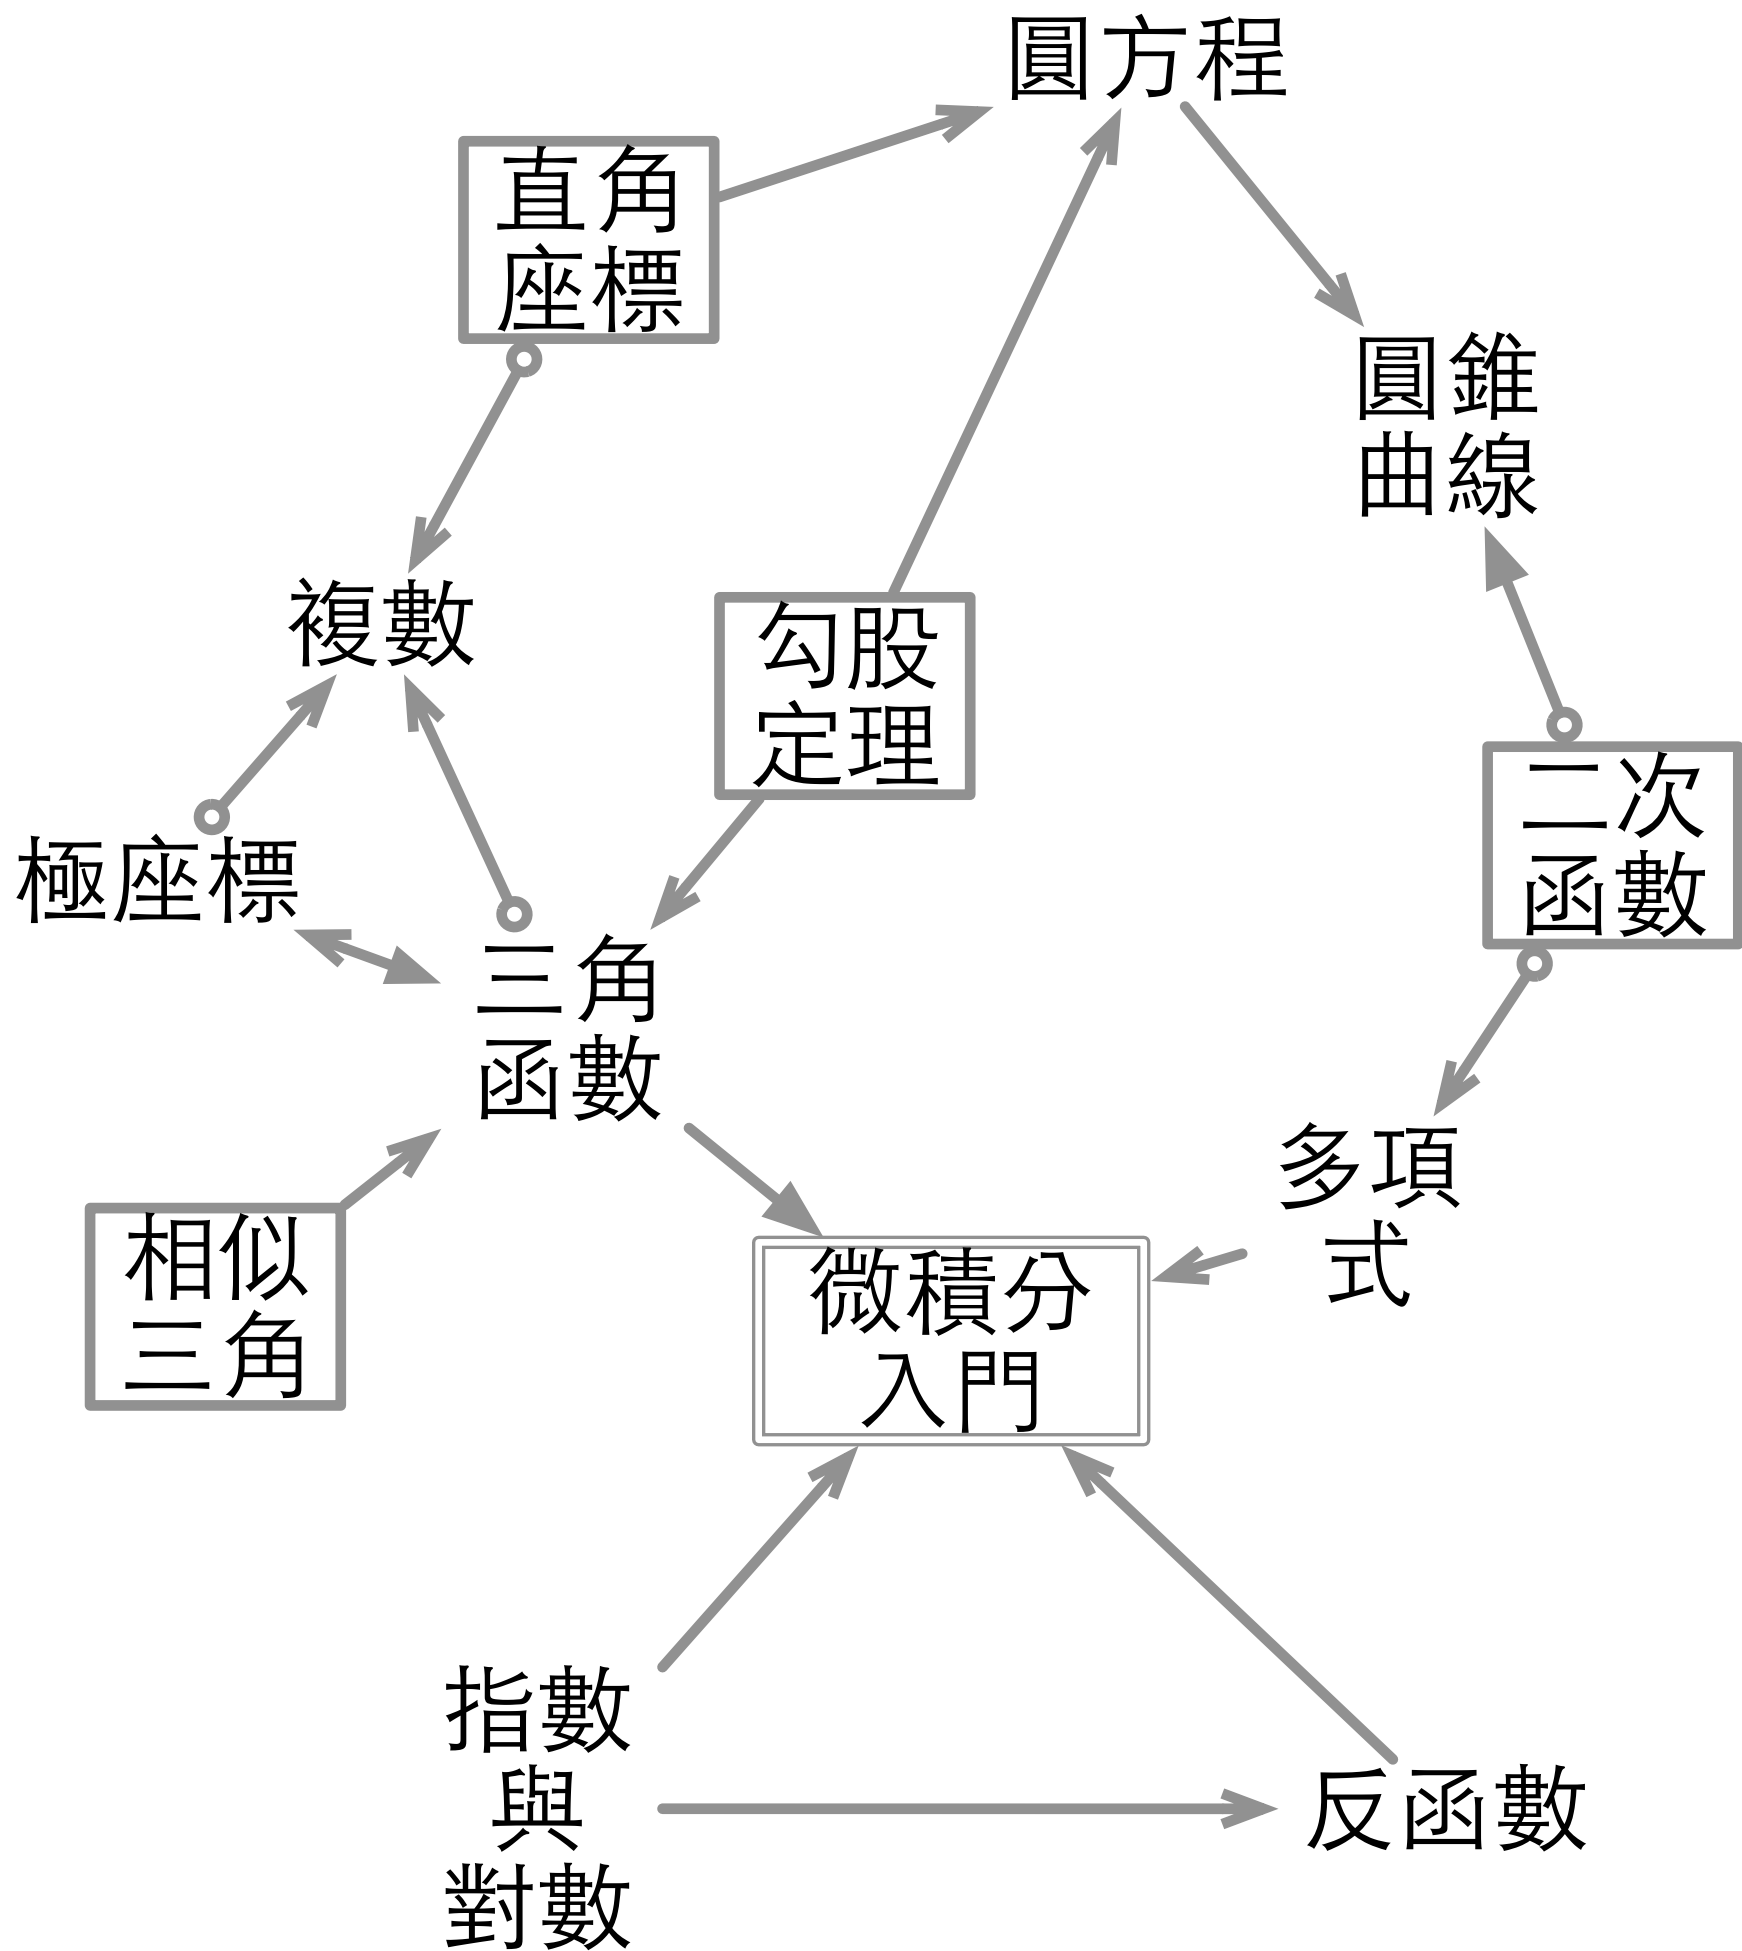 圓方程
直角
座標
圓錐
曲線
複數
勾股
定理
二次
函數
極座標
三角
函數
多項
式
相似
三角
微積分
入門
指數
與
對數
反函數